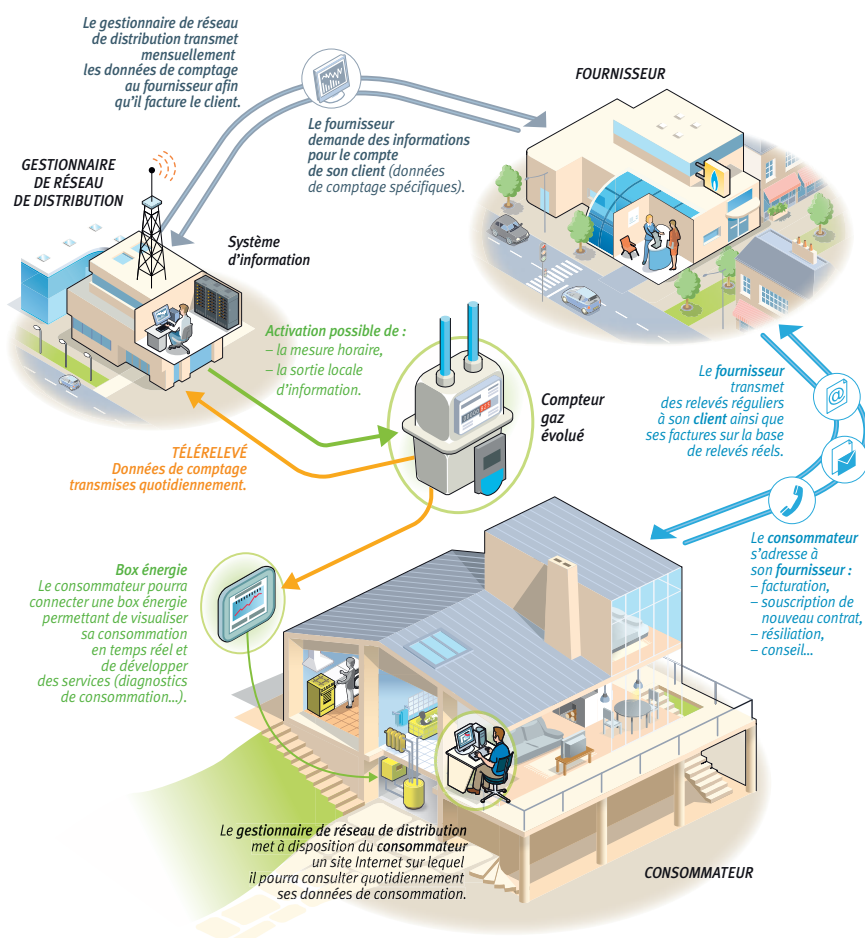 Le gestionnaire de réseau
de distribution transmet
mensuellement
les données de comptage
au fournisseur afin
qu'il facture le client.
FOURNISSEUR
Le fournisseur
demande des informations
pour le compte
de son client (données
de comptage spécifiques).
GESTIONNAIRE
DE RÉSEAU
DE DISTRIBUTION
Système
d'information
Activation possible de :
– la mesure horaire,
– la sortie locale
d'information.
Compteur
gaz
évolué
Le fournisseur
transmet
des relevés réguliers
à son client ainsi que
ses factures sur la base
de relevés réels.
TÉLÉRELEVÉ
Données de comptage
transmises quotidiennement.
Le consommateur
s'adresse à
son fournisseur :
– facturation,
– souscription de
nouveau contrat,
– résiliation,
– conseil...
Box énergie
Le consommateur pourra
connecter une box énergie
permettant de visualiser
sa consommation
en temps réel et
de développer
des services (diagnostics
de consommation...).
Le gestionnaire de réseau de distribution
met à disposition du consommateur
un site Internet sur lequel
il pourra consulter quotidiennement
ses données de consommation.
CONSOMMATEUR